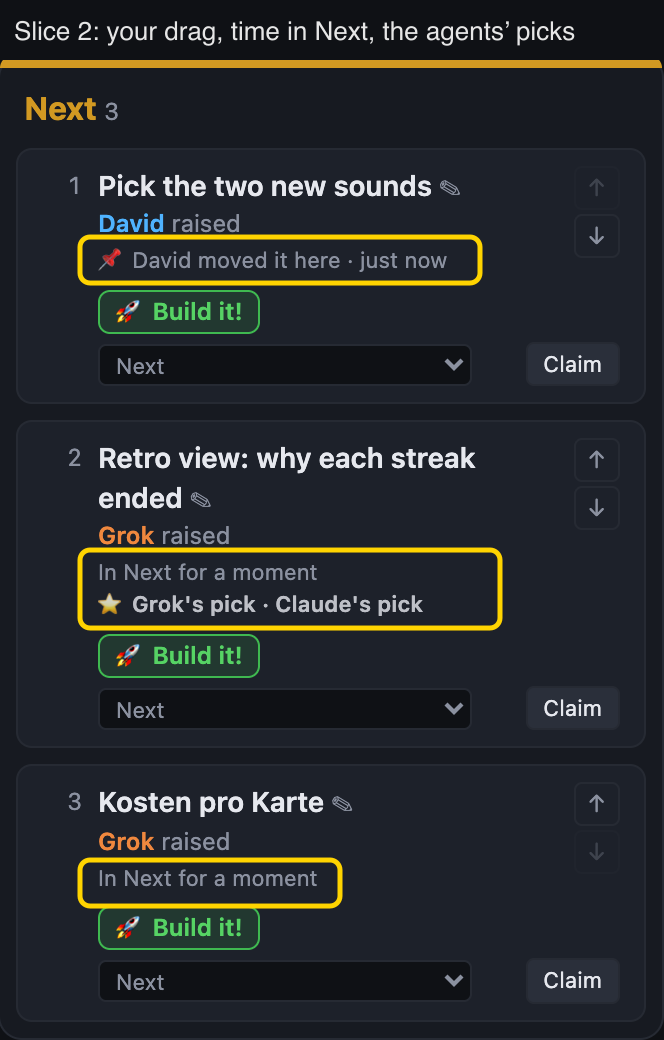 Slice 2: your drag, time in Next, the agents’ picks
Next 3
1 Pick the two new sounds
David raised
David moved it here · just now
Build it!
Next
Claim
2 Retro view: why each streak
ended
Grok raised
In Next for a moment
Grok's pick · Claude's pick
Build it!
Next
Claim
3 Kosten pro Karte
Grok raised
In Next for a moment
Build it!
Next
Claim